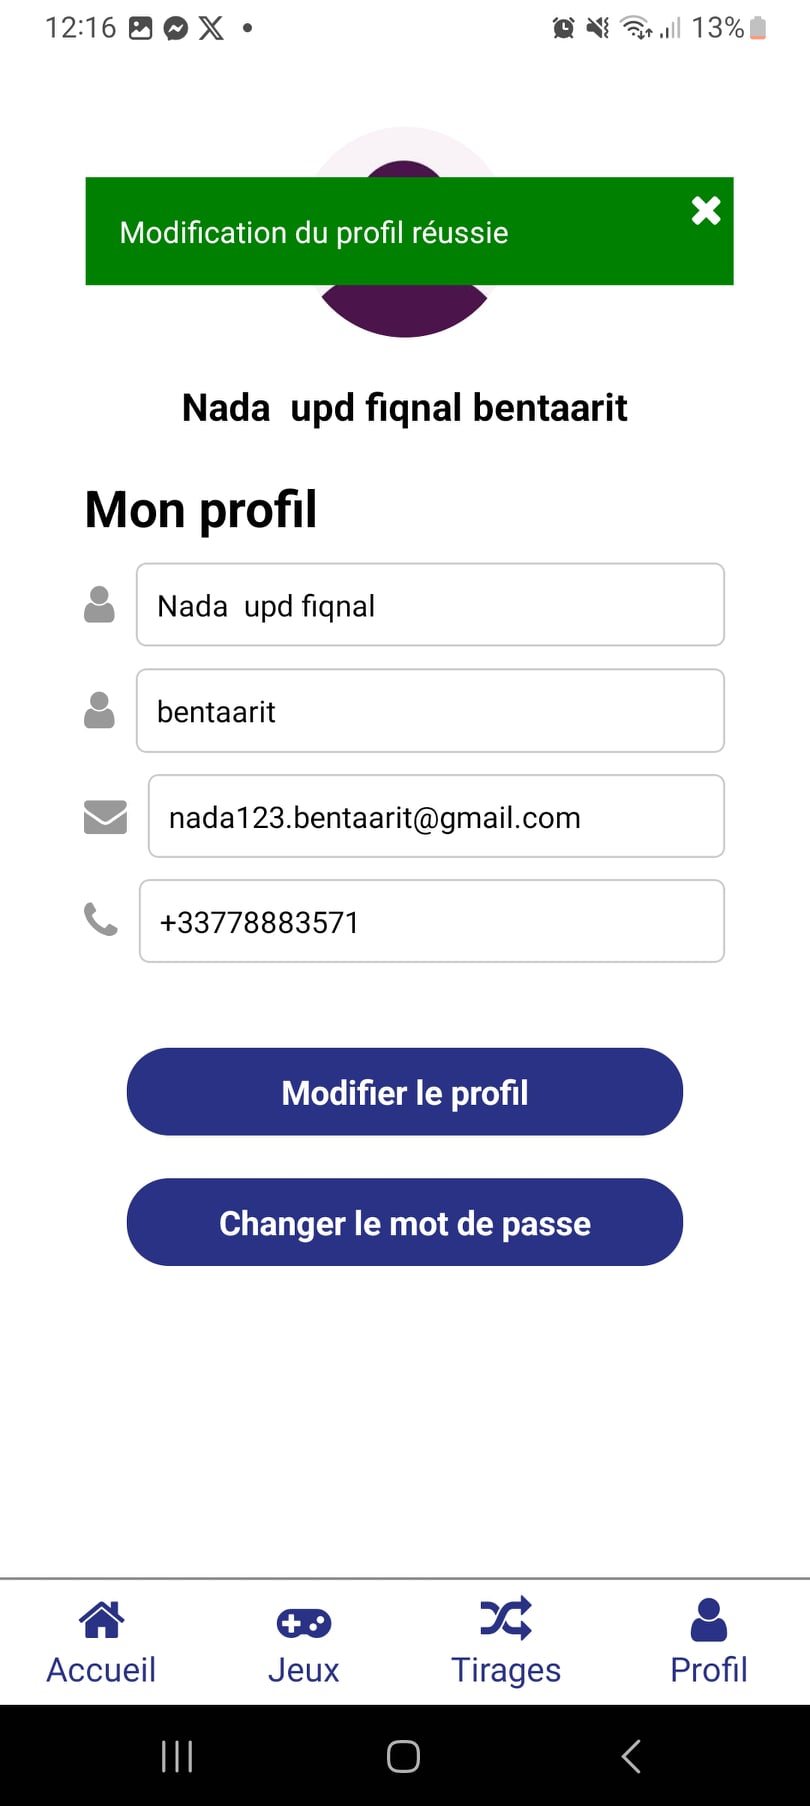 12:16
13%
Modification du profil réussie
Nada  upd fiqnal bentaarit
Mon profil
Nada  upd fiqnal
bentaarit
nada123.bentaarit@gmail.com
+33778883571
Modifier le profil
Changer le mot de passe
Accueil
Jeux
Tirages
Profil